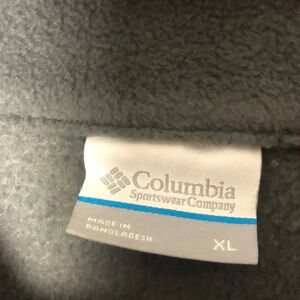 Columbia
Sportswear Company
MADE IN
BANGLADESH
XL